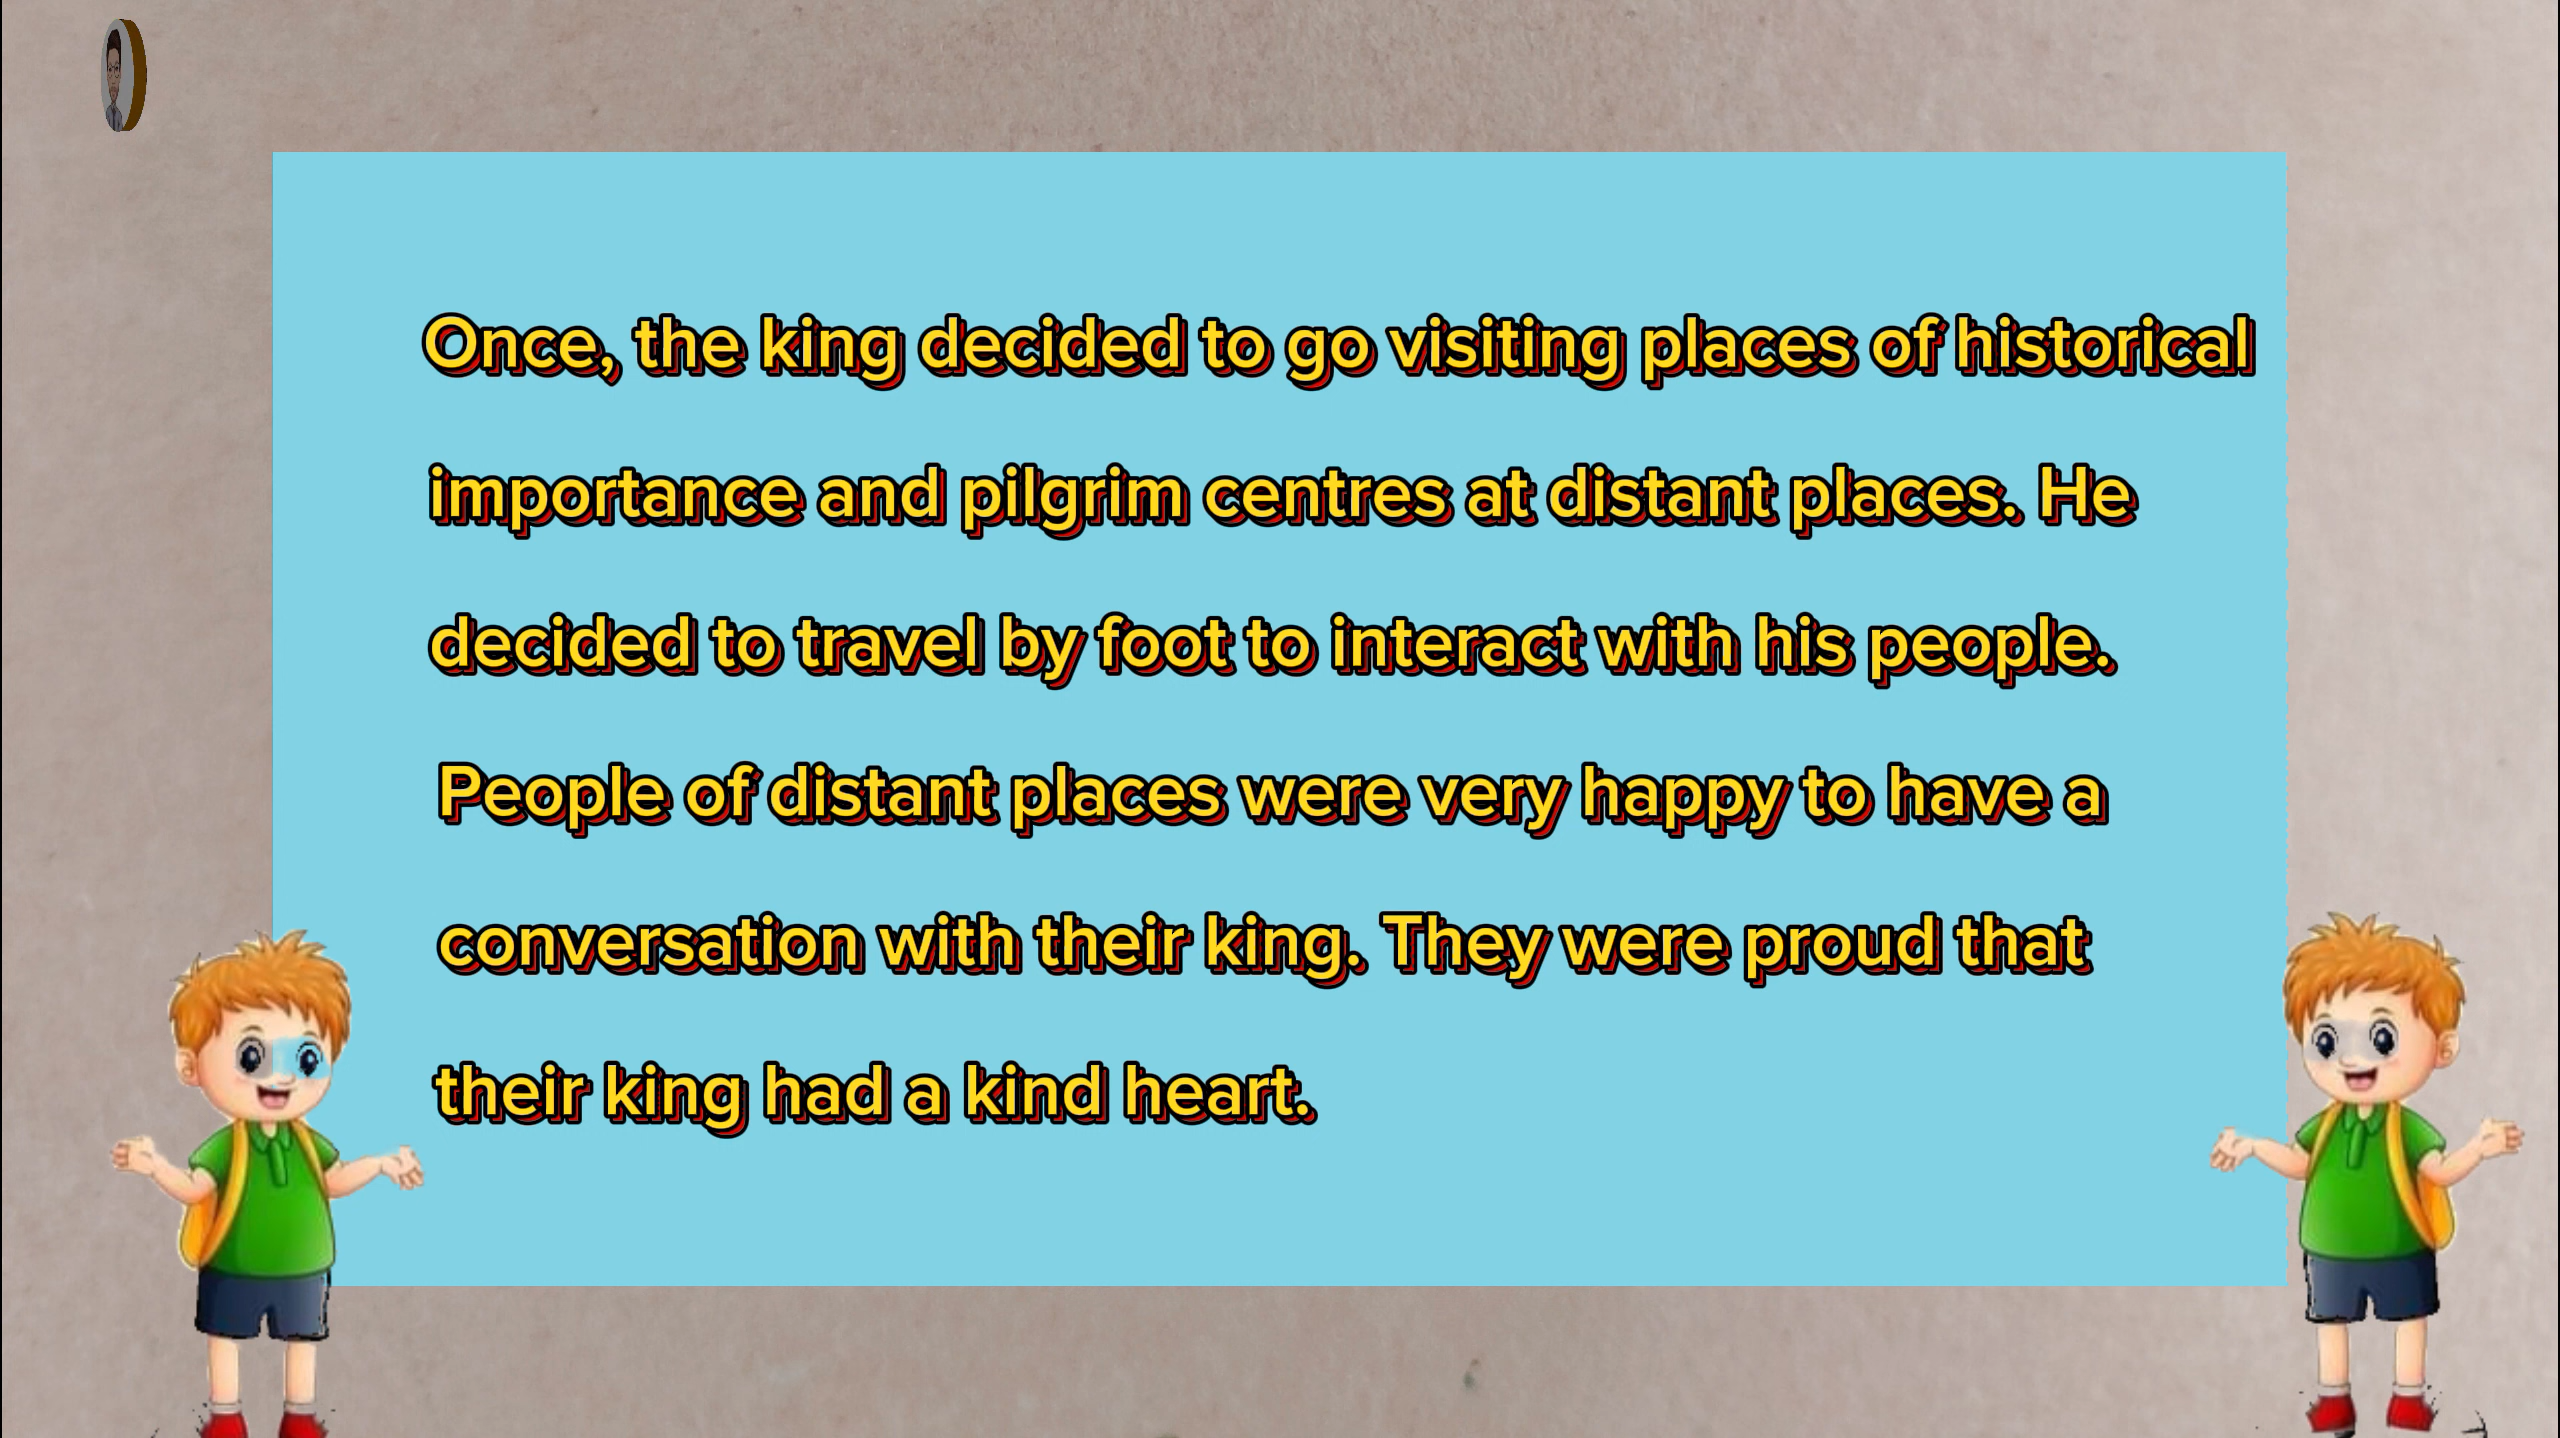 Once, the king decided to go visiting places of historical
importance and pilgrim centres at distant places. He
decided to travel by foot to interact with his people.
People of distant places were very happy to have a
conversation with their king. They were proud that
their king had a kind heart.